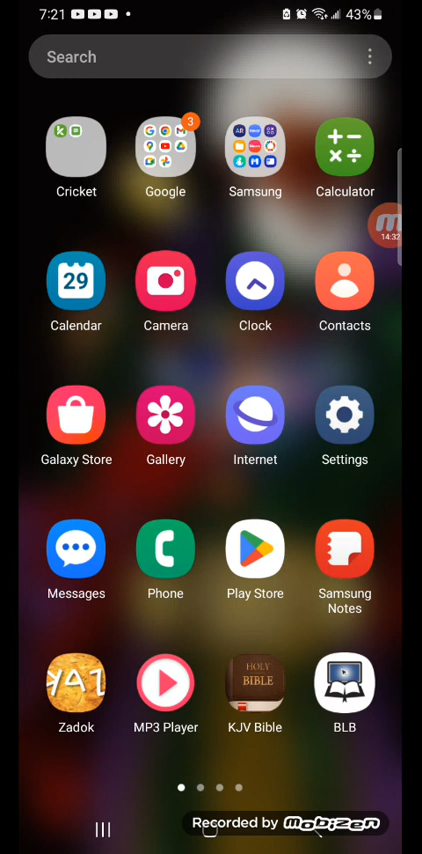 7:21 43%
Search
3
14:32
Cricket Google Samsung Calculator
29
Calendar Camera Clock Contacts
Galaxy Store Gallery Internet Settings
Messages Phone Play Store Samsung Notes
HOLY
BIBLE
Zadok MP3 Player KJV Bible BLB
Recorded by mobizen